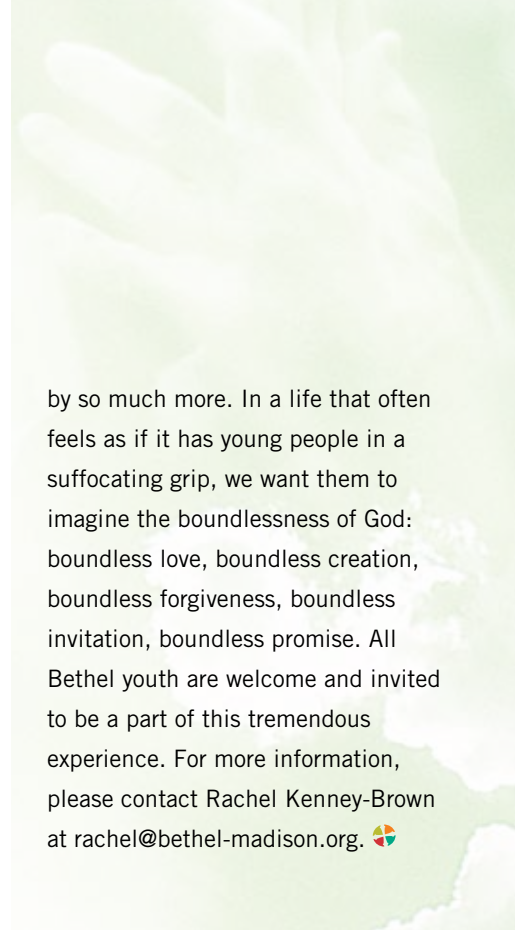 by so much more. In a life that often
feels as if it has young people in a
suffocating grip, we want them to
imagine the boundlessness of God:
boundless love, boundless creation,
boundless forgiveness, boundless
invitation, boundless promise. All
Bethel youth are welcome and invited
to be a part of this tremendous
experience. For more information,
please contact Rachel Kenney-Brown
at rachel@bethel-madison.org.